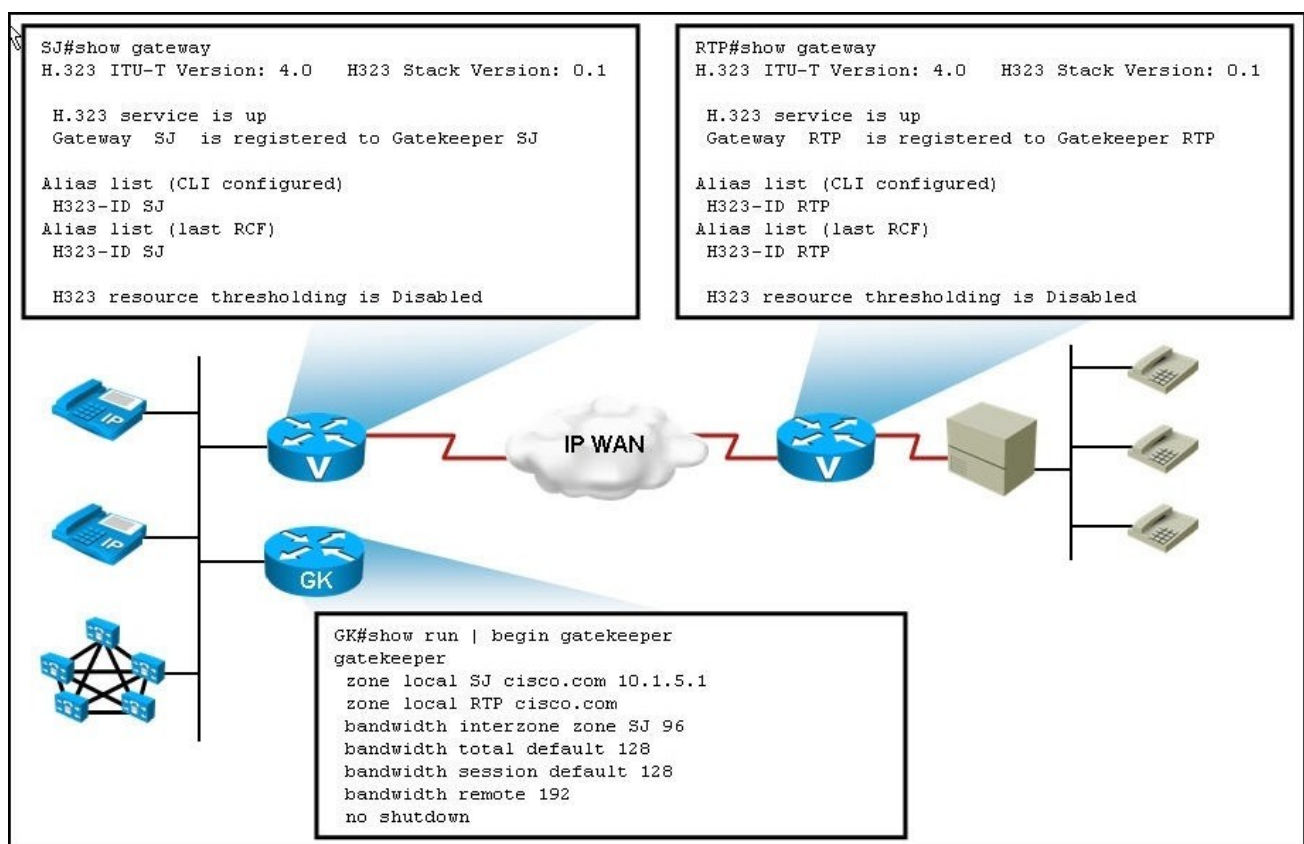 SJ#show gateway
H.323 ITU-T Version: 4.0 H323 Stack Version: 0.1
H.323 service is up
Gateway SJ is registered to Gatekeeper SJ
Alias list (CLI configured)
H323-ID SJ
Alias list (last RCF)
H323-ID SJ
H323 resource thresholding is Disabled
RTP#show gateway
H.323 ITU-T Version: 4.0 H323 Stack Version: 0.1
H.323 service is up
Gateway RTP is registered to Gatekeeper RTP
Alias list (CLI configured)
H323-ID RTP
Alias list (last RCF)
H323-ID RTP
H323 resource thresholding is Disabled
IP
V
IP WAN
V
IP
GK
GK#show run | begin gatekeeper
gatekeeper
zone local SJ cisco.com 10.1.5.1
zone local RTP cisco.com
bandwidth interzone zone SJ 96
bandwidth total default 128
bandwidth session default 128
bandwidth remote 192
no shutdown